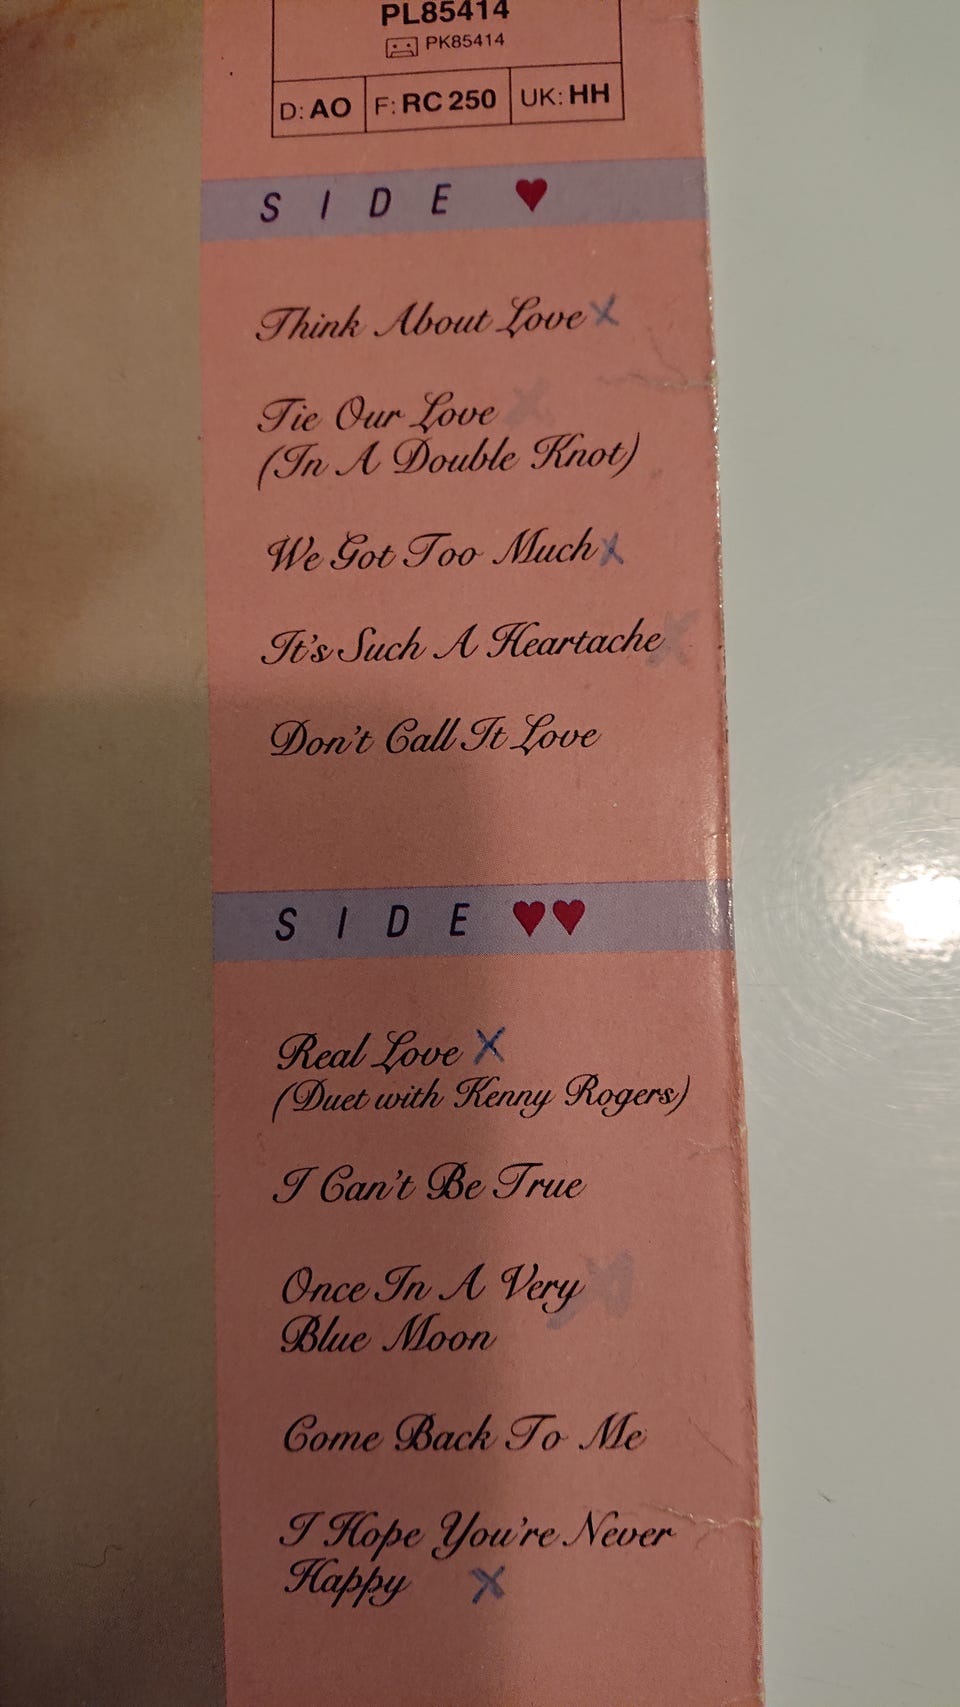 PL85414
PK85414
D: AO F: RC 250 UK: HH
SIDE ♥
Think About Love x
Tie Our Love x
(In A Double Knot)
We Got Too Much x
It's Such A Heartache x
Don't Call It Love
SIDE ♥♥
Real Love x
(Duet with Kenny Rogers)
I Can't Be True
Once In A Very
Blue Moon
Come Back To Me
I Hope You're Never
Happy x